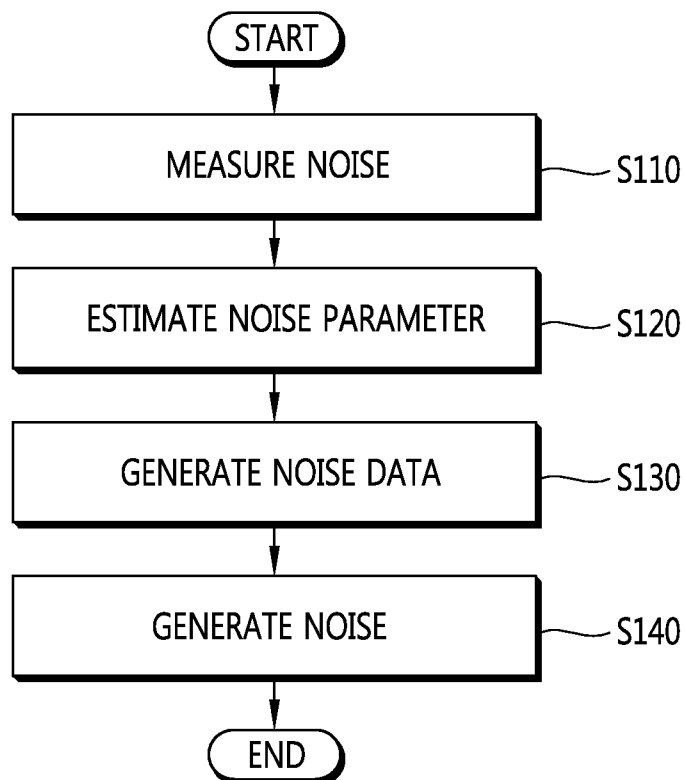 START
MEASURE NOISE
S110
ESTIMATE NOISE PARAMETER
S120
GENERATE NOISE DATA
S130
GENERATE NOISE
S140
END